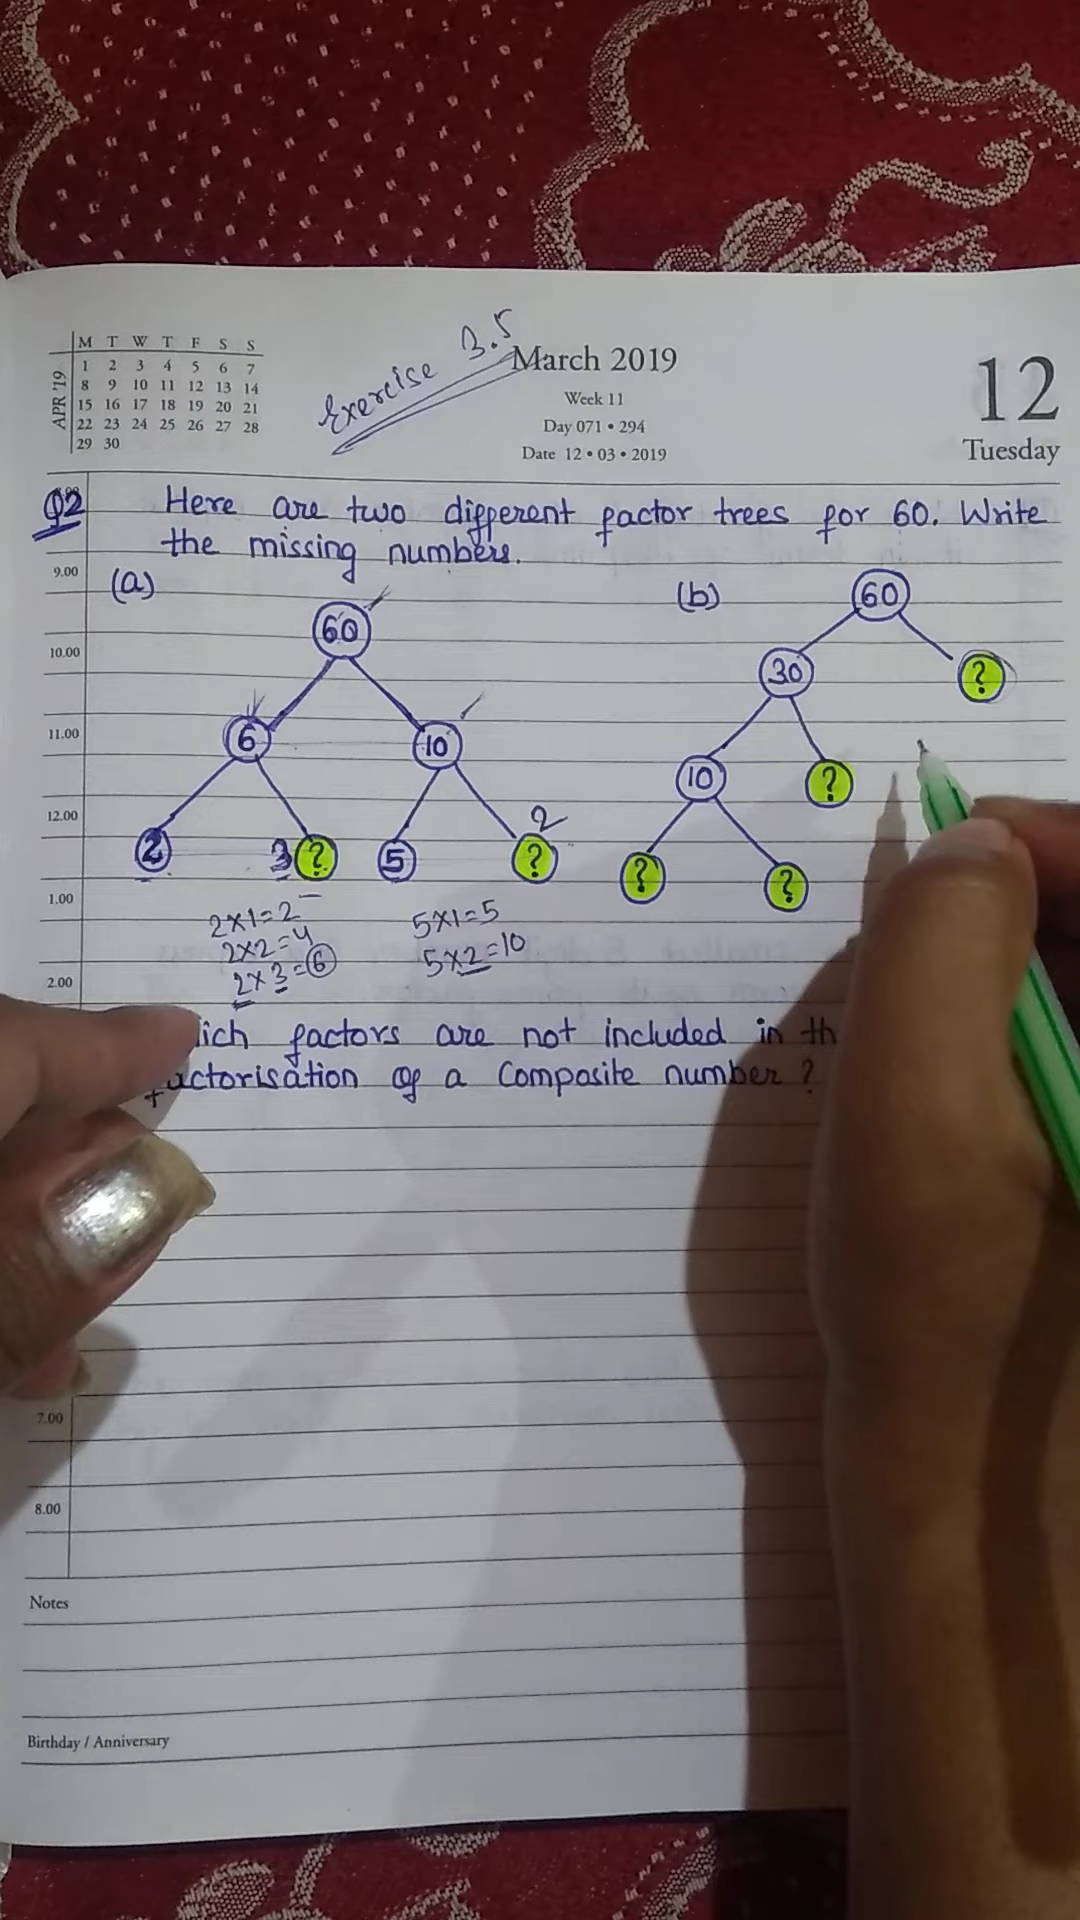 M T W T F S S
APR '19
1 2 3 4 5 6 7
8 9 10 11 12 13 14
15 16 17 18 19 20 21
22 23 24 25 26 27 28
29 30
Exercise 3.5
March 2019
Week 11
Day 071 • 294
Date 12 • 03 • 2019
12
Tuesday
Q2 Here are two different factor trees for 60. Write
the missing numbers.
9.00
(a)
60
10.00
6 10
11.00
12.00
2
2 3 ? 5 ?
1.00
2×1=2
2×2=4
2×3=6
5×1=5
5×2=10
2.00
(b)
60
30 ?
10 ?
? ?
ich factors are not included in th
actorisation of a Composite number?
7.00
8.00
Notes
Birthday / Anniversary